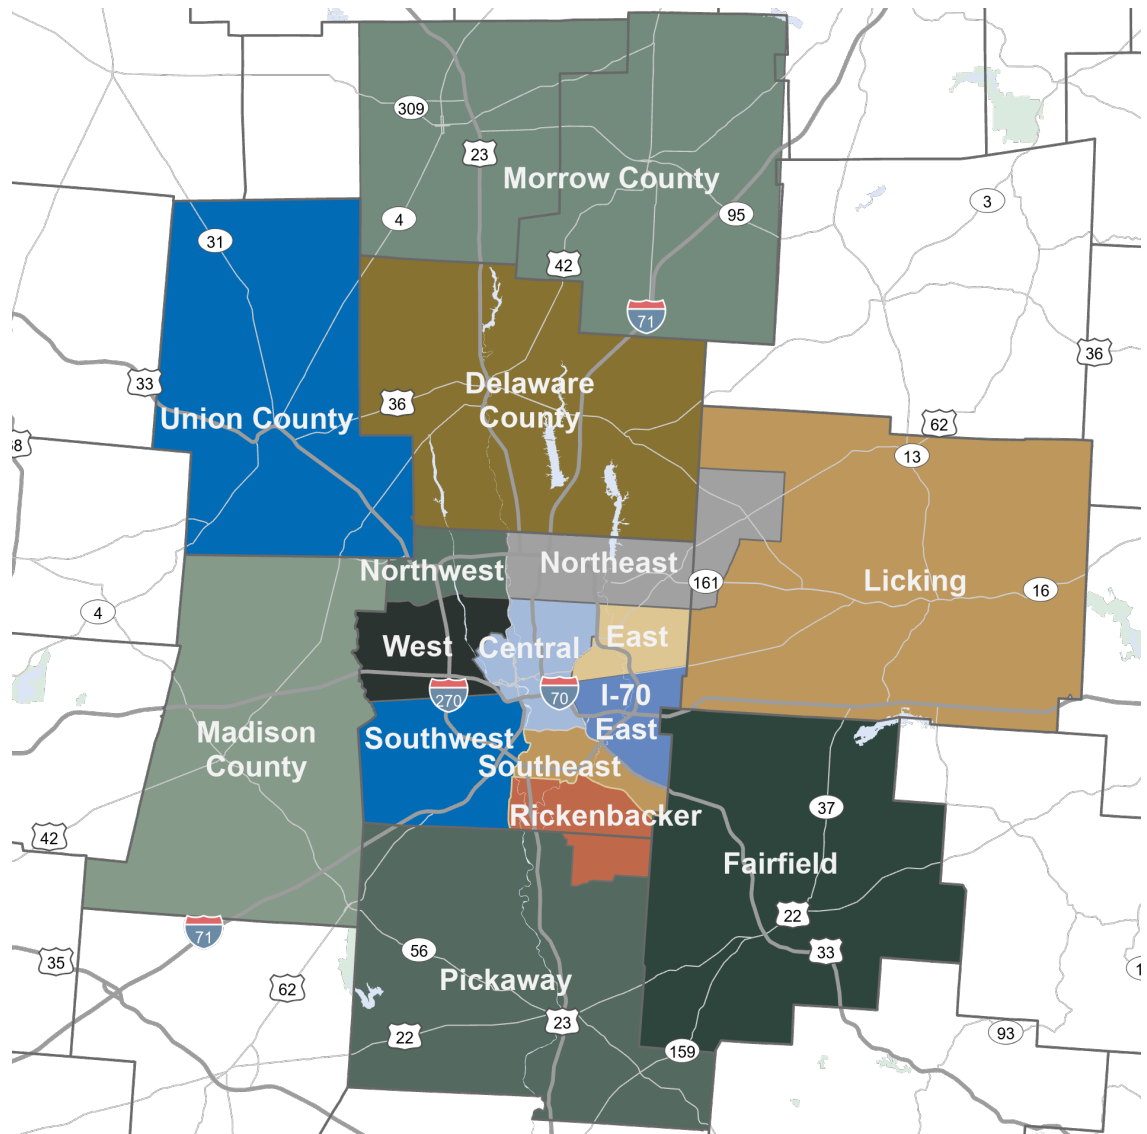 309
23
Morrow County
3
4
95
31
42
71
36
33
Delaware
County
36
Union County
62
13
Northeast
Northwest
161
Licking
16
4
East
West
Central
270
70
I-70
East
Madison
County
Southwest
Southeast
37
Rickenbacker
42
Fairfield
22
71
56
33
35
Pickaway
62
23
22
93
159